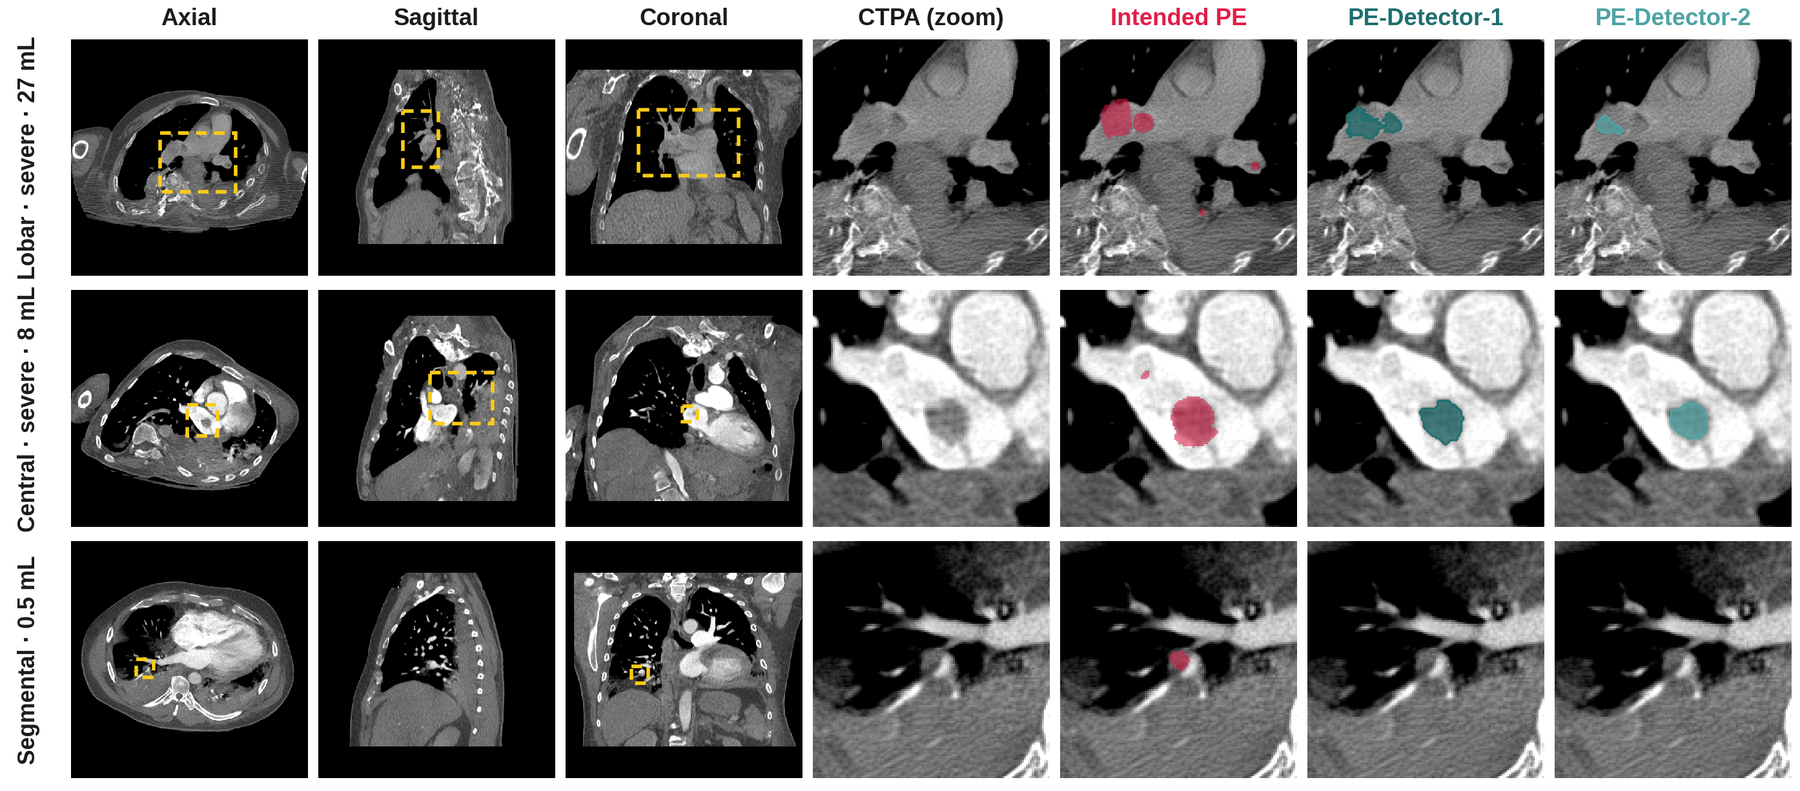 Axial
Sagittal
Coronal
CTPA (zoom)
Intended PE
PE-Detector-1
PE-Detector-2
Lobar · severe · 27 mL
Central · severe · 8 mL
Segmental · 0.5 mL